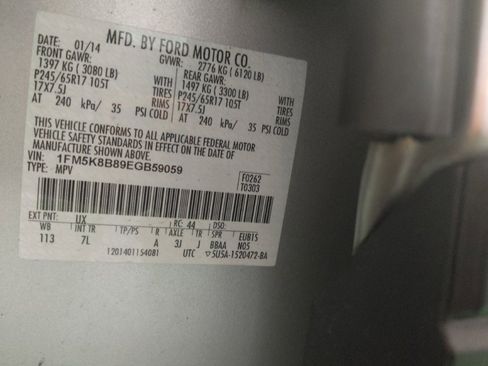 MFD. BY FORD MOTOR CO.
DATE: 01/14 GVWR: 2776 KG (6120 LB)
FRONT GAWR: REAR GAWR:
1397 KG (3080 LB) 1497 KG (3300 LB)
P245/65R17 105T WITH TIRES P245/65R17 105T WITH TIRES
17X7.5J RIMS 17X7.5J RIMS
AT 240 kPa/ 35 PSI COLD AT 240 kPa/ 35 PSI COLD
THIS VEHICLE CONFORMS TO ALL APPLICABLE FEDERAL MOTOR
VEHICLE SAFETY STANDARDS IN EFFECT ON THE DATE OF
MANUFACTURE SHOWN ABOVE.
VIN: 1FM5K8B89EGB59059
TYPE: MPV
F0262
T0303
EXT PNT: UX RC: 44 DSO:
WB INT TR TP/PS R AXLE TR SPR EUBTS
113 7L A 3J J BBAA N05
1201401154081 UTC ▽5USA-1520472-BA